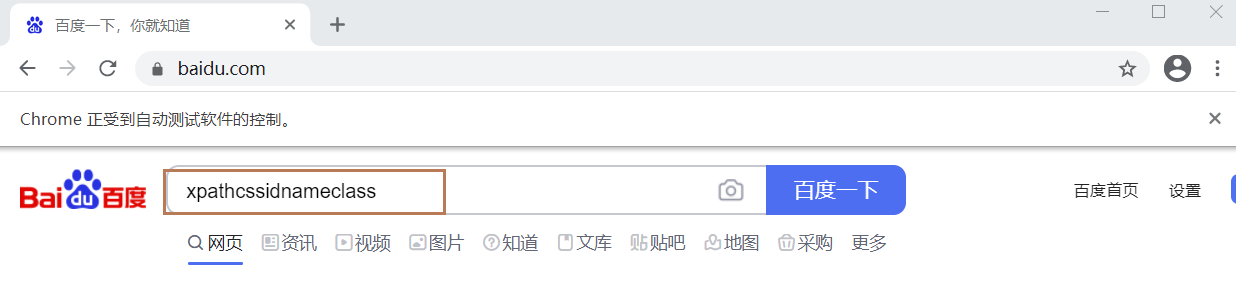 百度一下，你就知道
baidu.com
Chrome 正受到自动测试软件的控制。
Bai du 百度 xpathcssidnameclass 百度一下 百度首页 设置
网页 资讯 视频 图片 知道 文库 贴 贴吧 地图 采购 更多